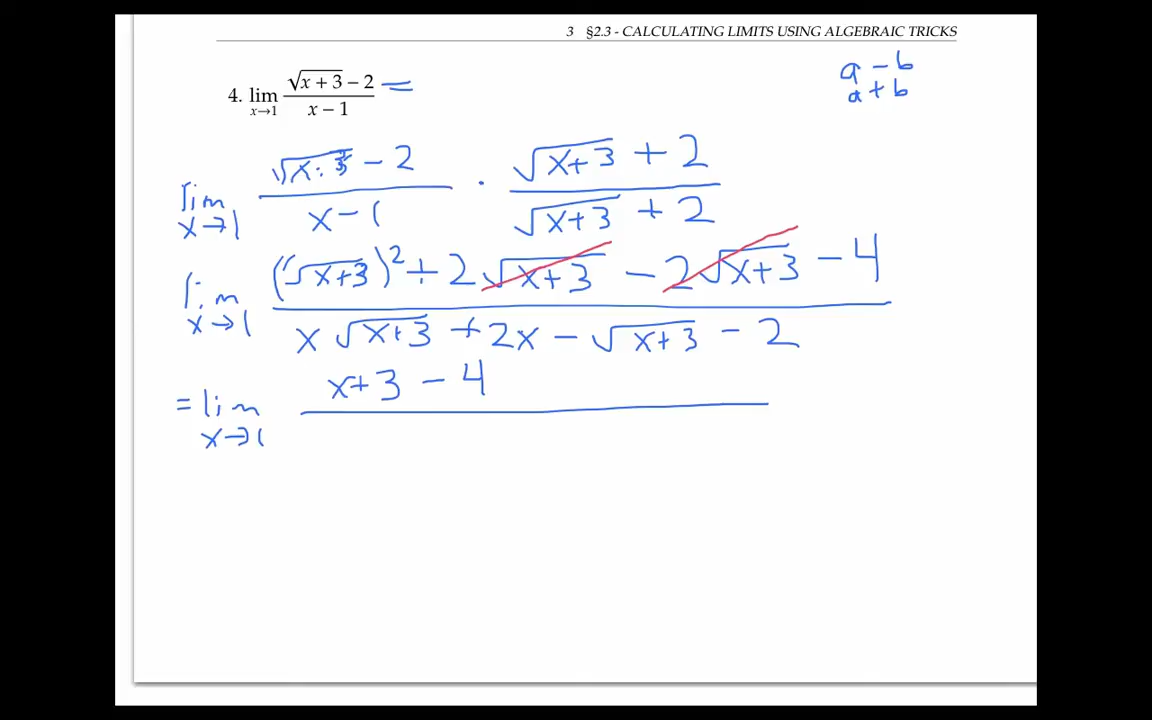 3 §2.3 - CALCULATING LIMITS USING ALGEBRAIC TRICKS
4. lim x→1 (√(x + 3) − 2)/(x − 1) =
a − b
a + b
lim x→1 (√(x+3) − 2)/(x − 1) · (√(x+3) + 2)/(√(x+3) + 2)
lim x→1 ((√(x+3))² + 2√(x+3) − 2√(x+3) − 4)/(x√(x+3) + 2x − √(x+3) − 2)
= lim x→1 x+3 − 4